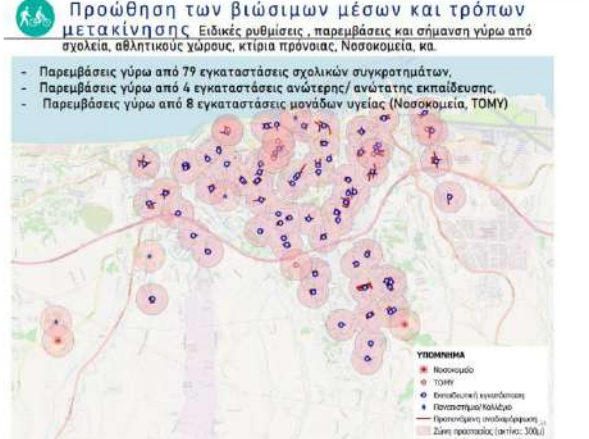 Προώθηση των βιώσιμων μέσων και τρόπων
μετακίνησης Ειδικές ρυθμίσεις , παρεμβάσεις και σήμανση γύρω από
σχολεία, αθλητικούς χώρους, κτίρια πρόνοιας, Νοσοκομεία, κα.
- Παρεμβάσεις γύρω από 79 εγκαταστάσεις σχολικών συγκροτημάτων,
- Παρεμβάσεις γύρω από 4 εγκαταστάσεις ανώτερης/ ανώτατης εκπαίδευσης,
- Παρεμβάσεις γύρω από 8 εγκαταστάσεις μονάδων υγείας (Νοσοκομεία, ΤΟΜΥ)
ΥΠΟΜΝΗΜΑ
Νοσοκομείο
ΤΟΜΥ
Εκπαιδευτική εγκατάσταση
Πανεπιστήμιο/Κολλέγιο
Προτεινόμενη αναδιαμόρφωση
Ζώνη προστασίας (ακτίνα: 300μ)